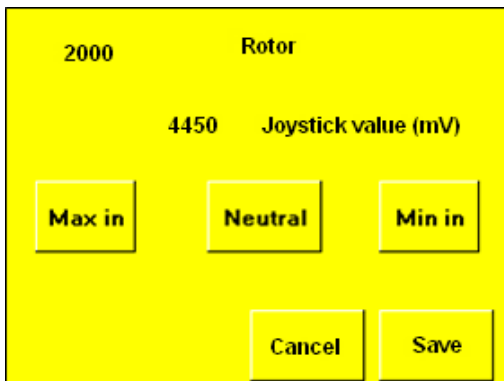 2000 Rotor
4450 Joystick value (mV)
Max in Neutral Min in
Cancel Save